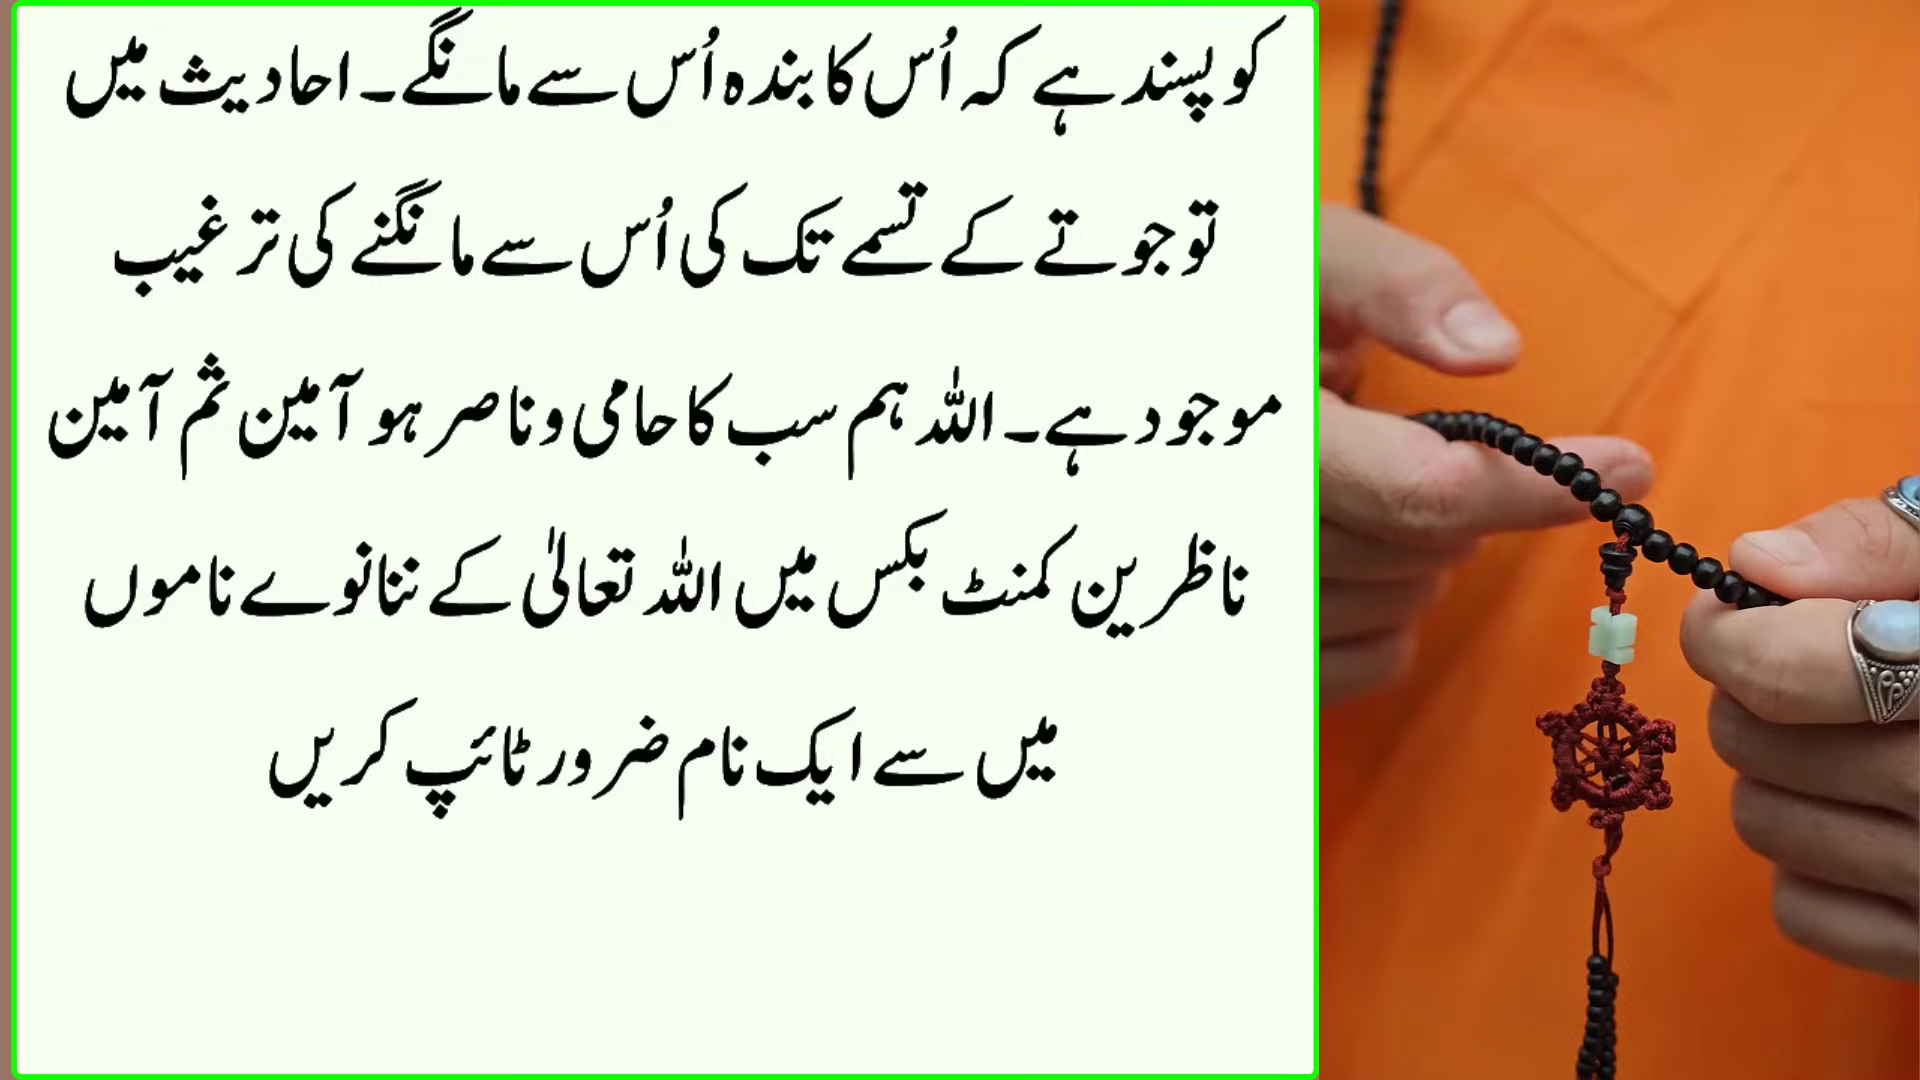 کو پسند ہے کہ اُس کا بندہ اُس سے مانگے۔ احادیث میں
تو جوتے کے تسمے تک کی اُس سے مانگنے کی ترغیب
موجود ہے۔ اللہ ہم سب کا حامی و ناصر ہو آمین ثم آمین
ناظرین کمنٹ بکس میں اللہ تعالیٰ کے ننانوے ناموں
میں سے ایک نام ضرور ٹائپ کریں